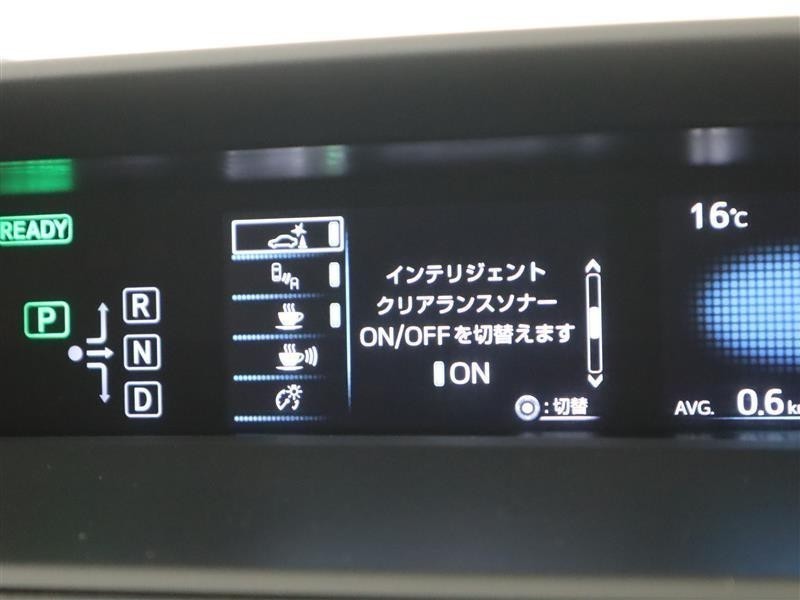 READY
P
R
N
D
A
インテリジェント
クリアランスソナー
ON/OFFを切替えます
ON
:切替
16℃
AVG. 0.6